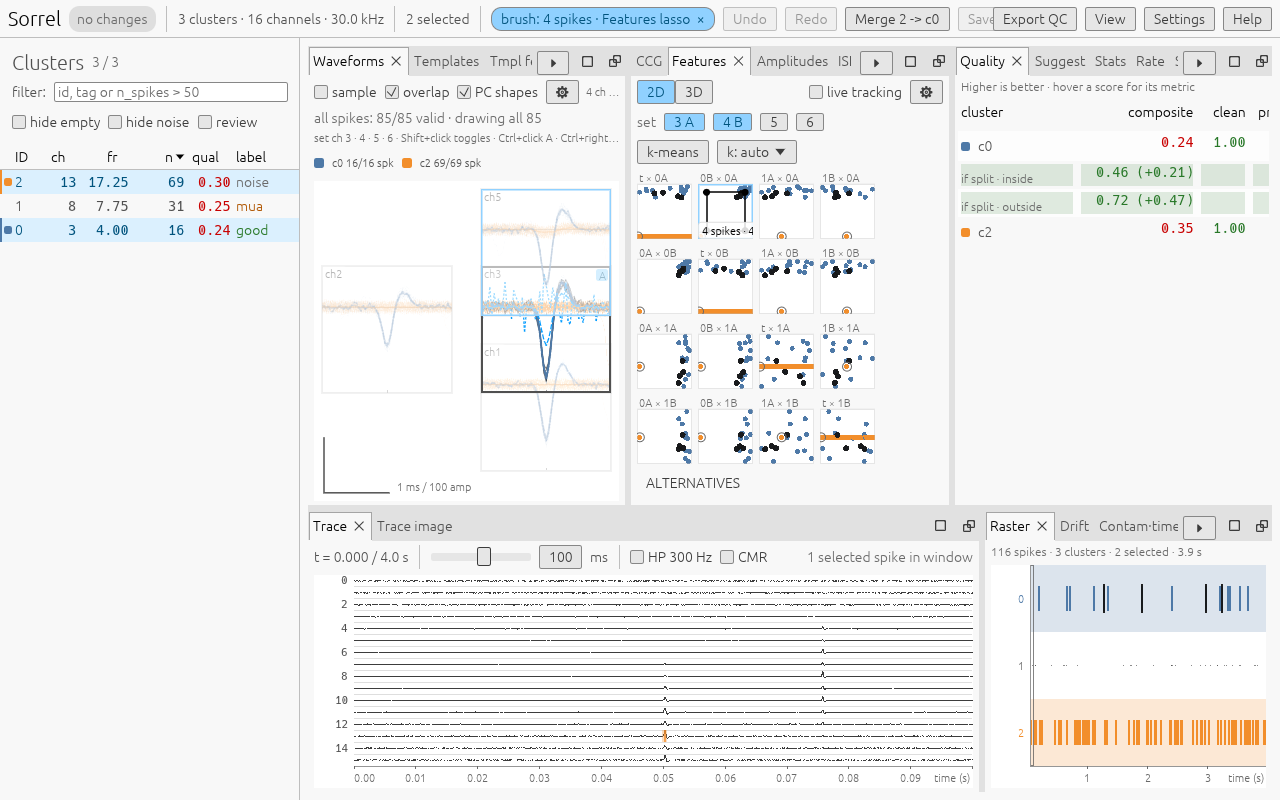 Sorrel no changes 3 clusters · 16 channels · 30.0 kHz 2 selected brush: 4 spikes · Features lasso × Undo Redo Merge 2 -> c0 Save Export QC View Settings Help
Clusters 3 / 3
filter: id, tag or n_spikes > 50
hide empty hide noise review
ID ch fr n qual label
2 13 17.25 69 0.30 noise
1 8 7.75 31 0.25 mua
0 3 4.00 16 0.24 good
Waveforms Templates Tmpl
sample overlap PC shapes 4 ch …
all spikes: 85/85 valid · drawing all 85
set ch 3 · 4 · 5 · 6 · Shift+click toggles · Ctrl+click A · Ctrl+right…
c0 16/16 spk c2 69/69 spk
ch5
ch2
ch3 A
ch1
1 ms / 100 amp
CCG Features Amplitudes ISI
2D 3D live tracking
set 3 A 4 B 5 6
k-means k: auto
t × 0A 0B × 0A 1A × 0A 1B × 0A
4 spikes · 4
0A × 0B t × 0B 1A × 0B 1B × 0B
0A × 1A 0B × 1A t × 1A 1B × 1A
0A × 1B 0B × 1B 1A × 1B t × 1B
ALTERNATIVES
Quality Suggest Stats Rate
Higher is better · hover a score for its metric
cluster composite clean
c0 0.24 1.00
if split · inside 0.46 (+0.21)
if split · outside 0.72 (+0.47)
c2 0.35 1.00
Trace Trace image
t = 0.000 / 4.0 s 100 ms HP 300 Hz CMR 1 selected spike in window
0
2
4
6
8
10
12
14
0.00 0.01 0.02 0.03 0.04 0.05 0.06 0.07 0.08 0.09 time (s)
Raster Drift Contam-time
116 spikes · 3 clusters · 2 selected · 3.9 s
0
1
2
1 2 3 time (s)